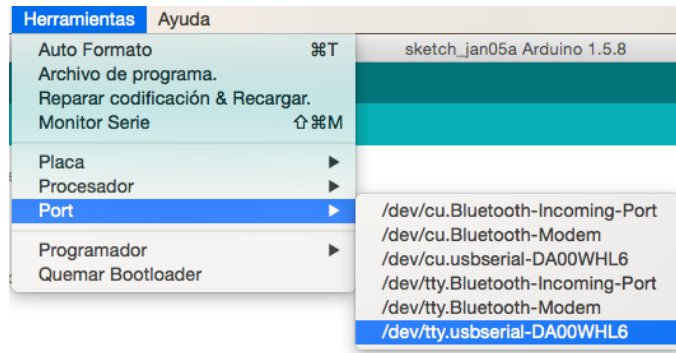 Herramientas Ayuda
Auto Formato ⌘T
sketch_jan05a Arduino 1.5.8
Archivo de programa.
Reparar codificación & Recargar.
Monitor Serie ⇧⌘M
Placa ▶
Procesador ▶
Port ▶
Programador ▶
Quemar Bootloader
/dev/cu.Bluetooth-Incoming-Port
/dev/cu.Bluetooth-Modem
/dev/cu.usbserial-DA00WHL6
/dev/tty.Bluetooth-Incoming-Port
/dev/tty.Bluetooth-Modem
/dev/tty.usbserial-DA00WHL6